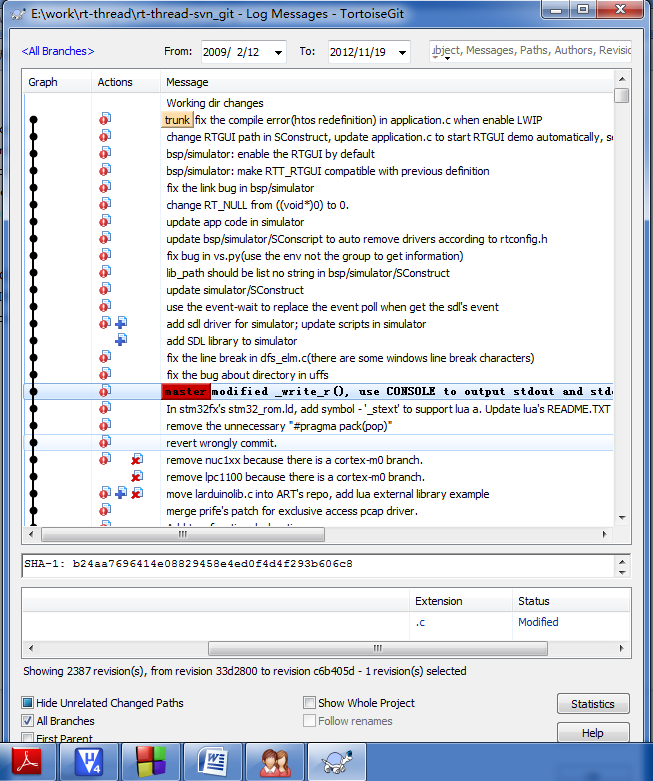 E:\work\rt-thread\rt-thread-svn_git - Log Messages - TortoiseGit
<All Branches> From: 2009/ 2/12 To: 2012/11/19 ubject, Messages, Paths, Authors, Revisio
Graph Actions Message
Working dir changes
trunk fix the compile error(htos redefinition) in application.c when enable LWIP
change RTGUI path in SConstruct, update application.c to start RTGUI demo automatically, se
bsp/simulator: enable the RTGUI by default
bsp/simulator: make RTT_RTGUI compatible with previous definition
fix the link bug in bsp/simulator
change RT_NULL from ((void*)0) to 0.
update app code in simulator
update bsp/simulator/SConscript to auto remove drivers according to rtconfig.h
fix bug in vs.py(use the env not the group to get information)
lib_path should be list no string in bsp/simulator/SConstruct
update simulator/SConstruct
use the event-wait to replace the event poll when get the sdl's event
add sdl driver for simulator; update scripts in simulator
add SDL library to simulator
fix the line break in dfs_elm.c(there are some windows line break characters)
fix the bug about directory in uffs
master modified _write_r(), use CONSOLE to output stdout and stde
In stm32fx's stm32_rom.ld, add symbol - '_stext' to support lua a. Update lua's README.TXT
remove the unnecessary "#pragma pack(pop)"
revert wrongly commit.
remove nuc1xx because there is a cortex-m0 branch.
remove lpc1100 because there is a cortex-m0 branch.
move larduinolib.c into ART's repo, add lua external library example
merge prife's patch for exclusive access pcap driver.
SHA-1: b24aa7696414e08829458e4ed0f4d4f293b606c8
Extension Status
.c Modified
Showing 2387 revision(s), from revision 33d2800 to revision c6b405d - 1 revision(s) selected
Hide Unrelated Changed Paths Show Whole Project Statistics
All Branches Follow renames
First Parent Help